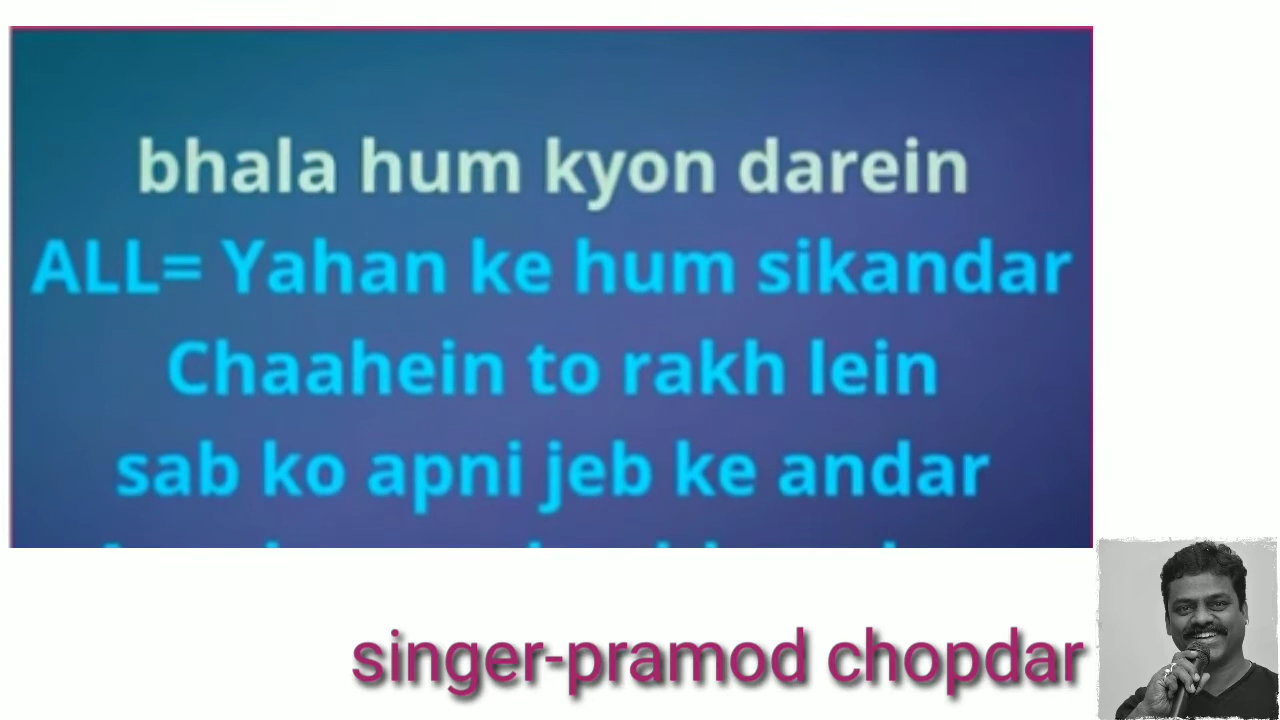 bhala hum kyon darein
ALL= Yahan ke hum sikandar
Chaahein to rakh lein
sab ko apni jeb ke andar
singer-pramod chopdar